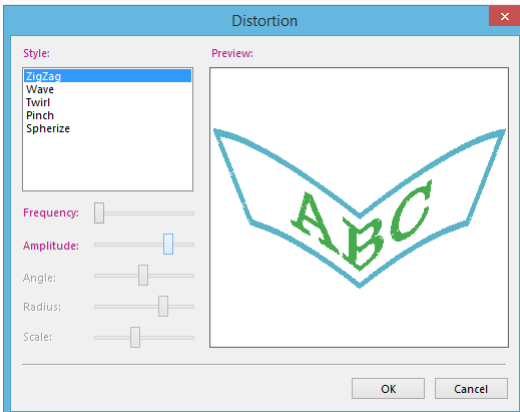 Distortion
Style:
Preview:
ZigZag
Wave
Twirl
Pinch
Spherize
ABC
Frequency:
Amplitude:
Angle:
Radius:
Scale:
OK
Cancel